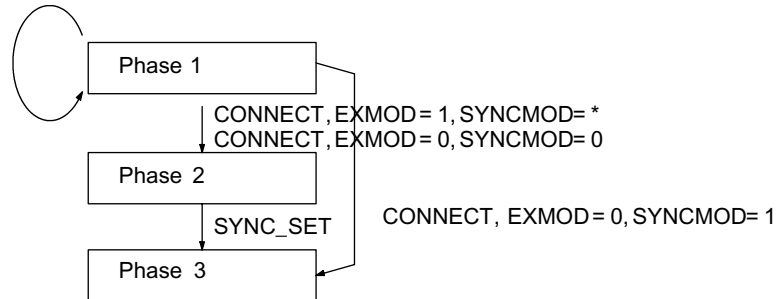 Phase 1
CONNECT, EXMOD = 1, SYNCMOD= *
CONNECT, EXMOD = 0, SYNCMOD= 0
Phase 2
SYNC_SET
CONNECT, EXMOD = 0, SYNCMOD= 1
Phase 3